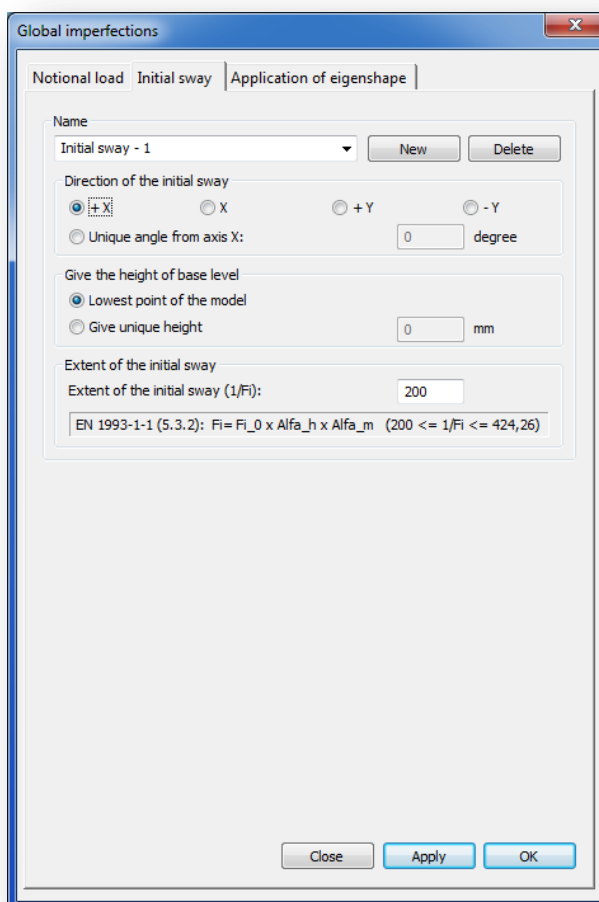 Global imperfections
Notional load Initial sway Application of eigenshape
Name
Initial sway - 1 New Delete
Direction of the initial sway
+ X X + Y - Y
Unique angle from axis X: 0 degree
Give the height of base level
Lowest point of the model
Give unique height 0 mm
Extent of the initial sway
Extent of the initial sway (1/Fi): 200
EN 1993-1-1 (5.3.2): Fi= Fi_0 x Alfa_h x Alfa_m (200 <= 1/Fi <= 424,26)
Close Apply OK